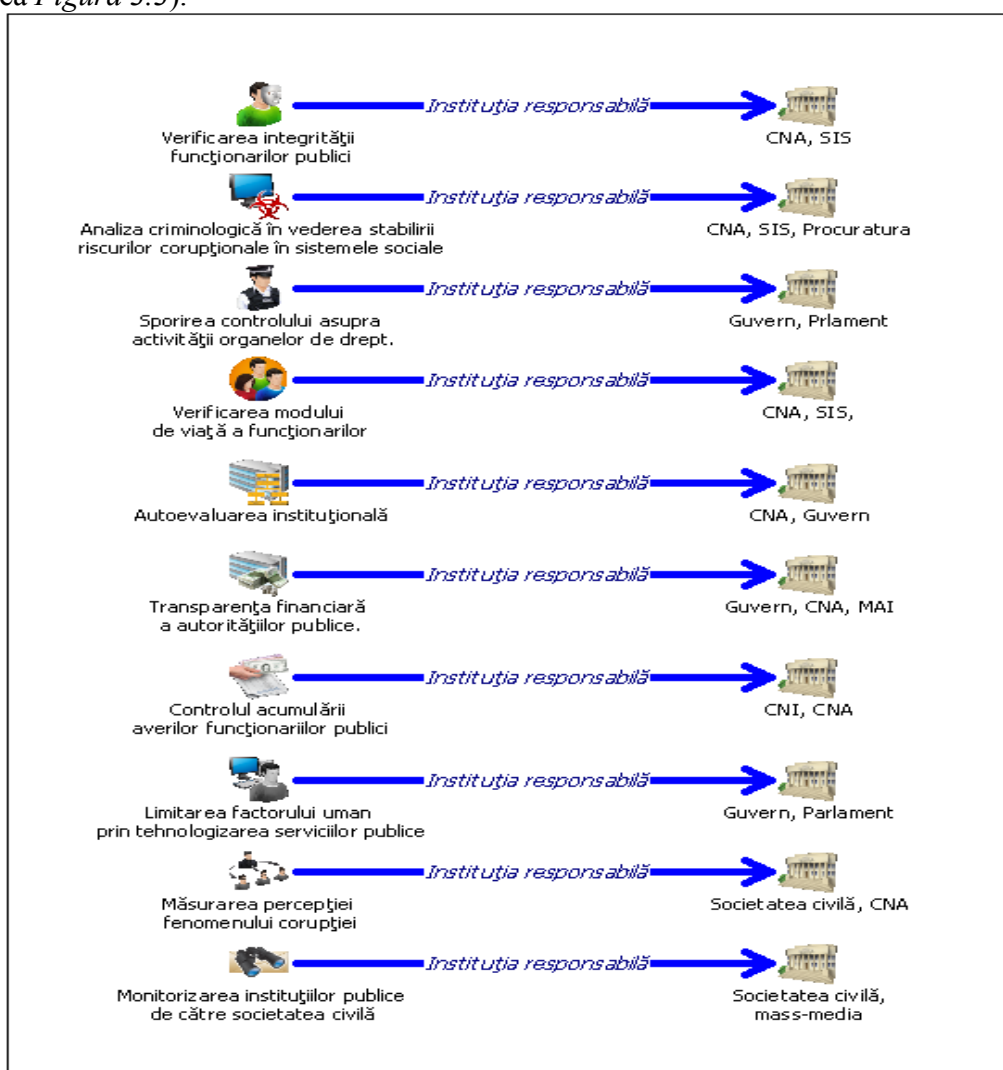 ca Figura 3.3).
Instituţia responsabilă
Verificarea integrităţii
funcţionarilor publici
CNA, SIS
Instituţia responsabilă
Analiza criminologică în vederea stabilirii
riscurilor corupţionale în sistemele sociale
CNA, SIS, Procuratura
Instituţia responsabilă
Sporirea controlului asupra
activităţii organelor de drept.
Guvern, Prlament
Instituţia responsabilă
Verificarea modului
de viaţă a funcţionarilor
CNA, SIS,
Instituţia responsabilă
Autoevaluarea instituţională
CNA, Guvern
Instituţia responsabilă
Transparenţa financiară
a autorităţiilor publice.
Guvern, CNA, MAI
Instituţia responsabilă
Controlul acumulării
averilor funcţionariilor publici
CNI, CNA
Instituţia responsabilă
Limitarea factorului uman
prin tehnologizarea serviciilor publice
Guvern, Parlament
Instituţia responsabilă
Măsurarea percepţiei
fenomenului corupţiei
Societatea civilă, CNA
Instituţia responsabilă
Monitorizarea instituţiilor publice
de către societatea civilă
Societatea civilă,
mass-media